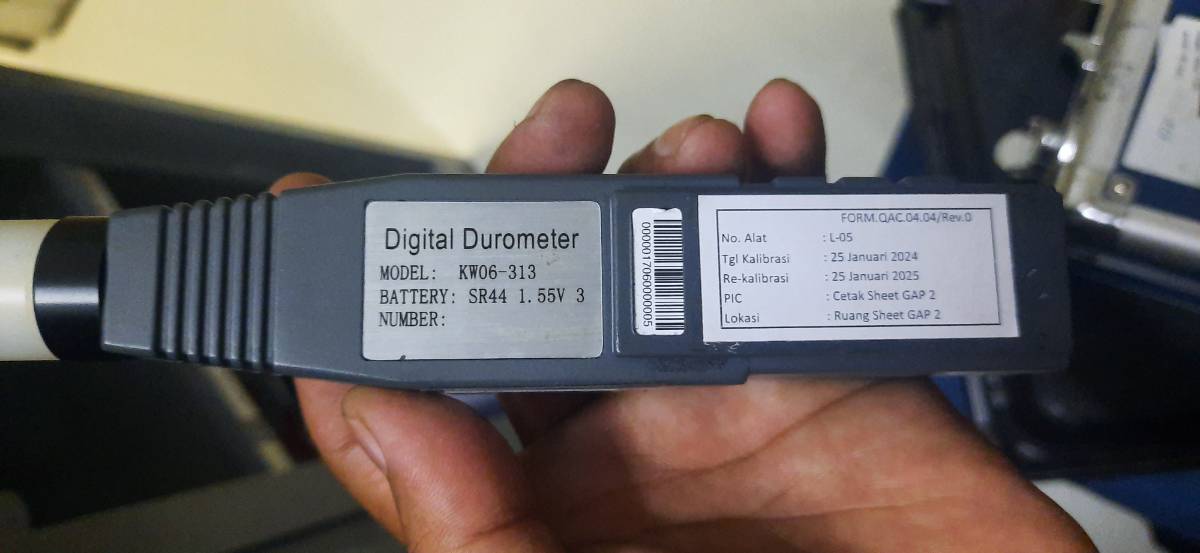 Digital Durometer
MODEL: KW06-313
BATTERY: SR44 1.55V 3
NUMBER:
FORM.QAC.04.04/Rev.0
No. Alat : L-05
Tgl Kalibrasi : 25 Januari 2024
Re-kalibrasi : 25 Januari 2025
PIC : Cetak Sheet GAP 2
Lokasi : Ruang Sheet GAP 2